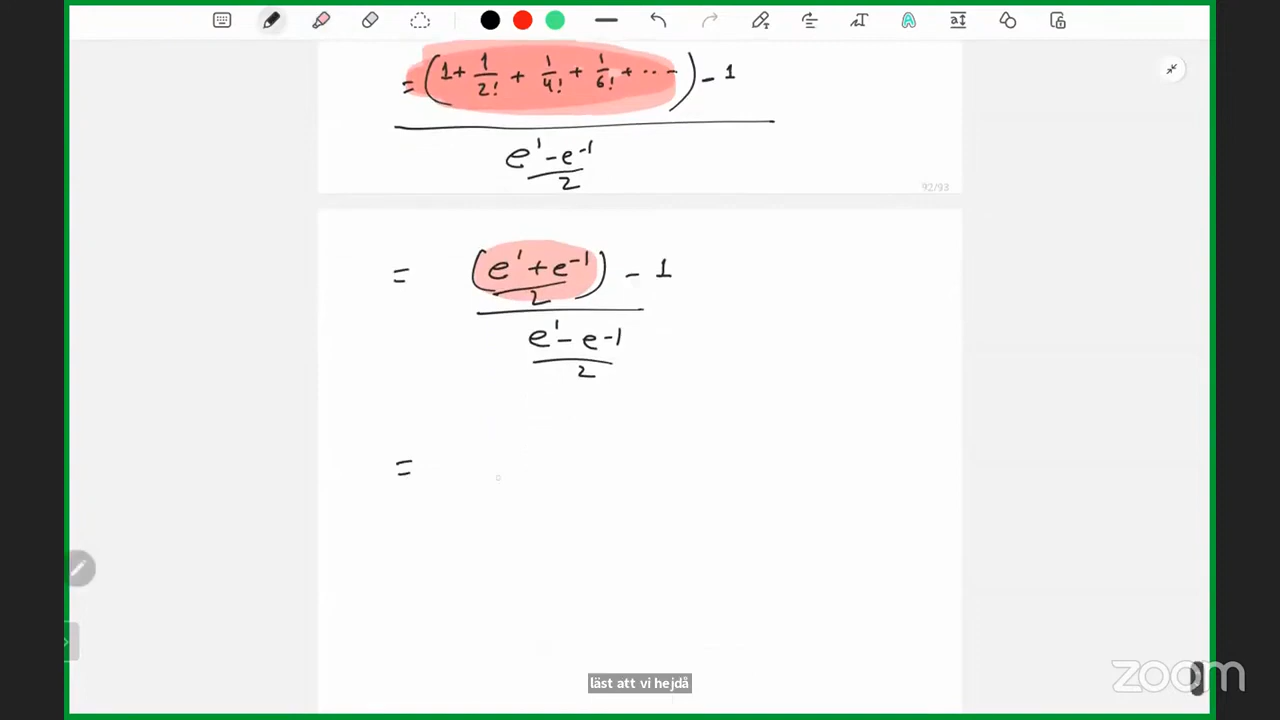 = (1 + 1/2! + 1/4! + 1/6! + ...) - 1
e¹ - e⁻¹
2
92/93
= (e¹ + e⁻¹
2) - 1
e¹ - e⁻¹
2
=
läst att vi hejdå
zoom